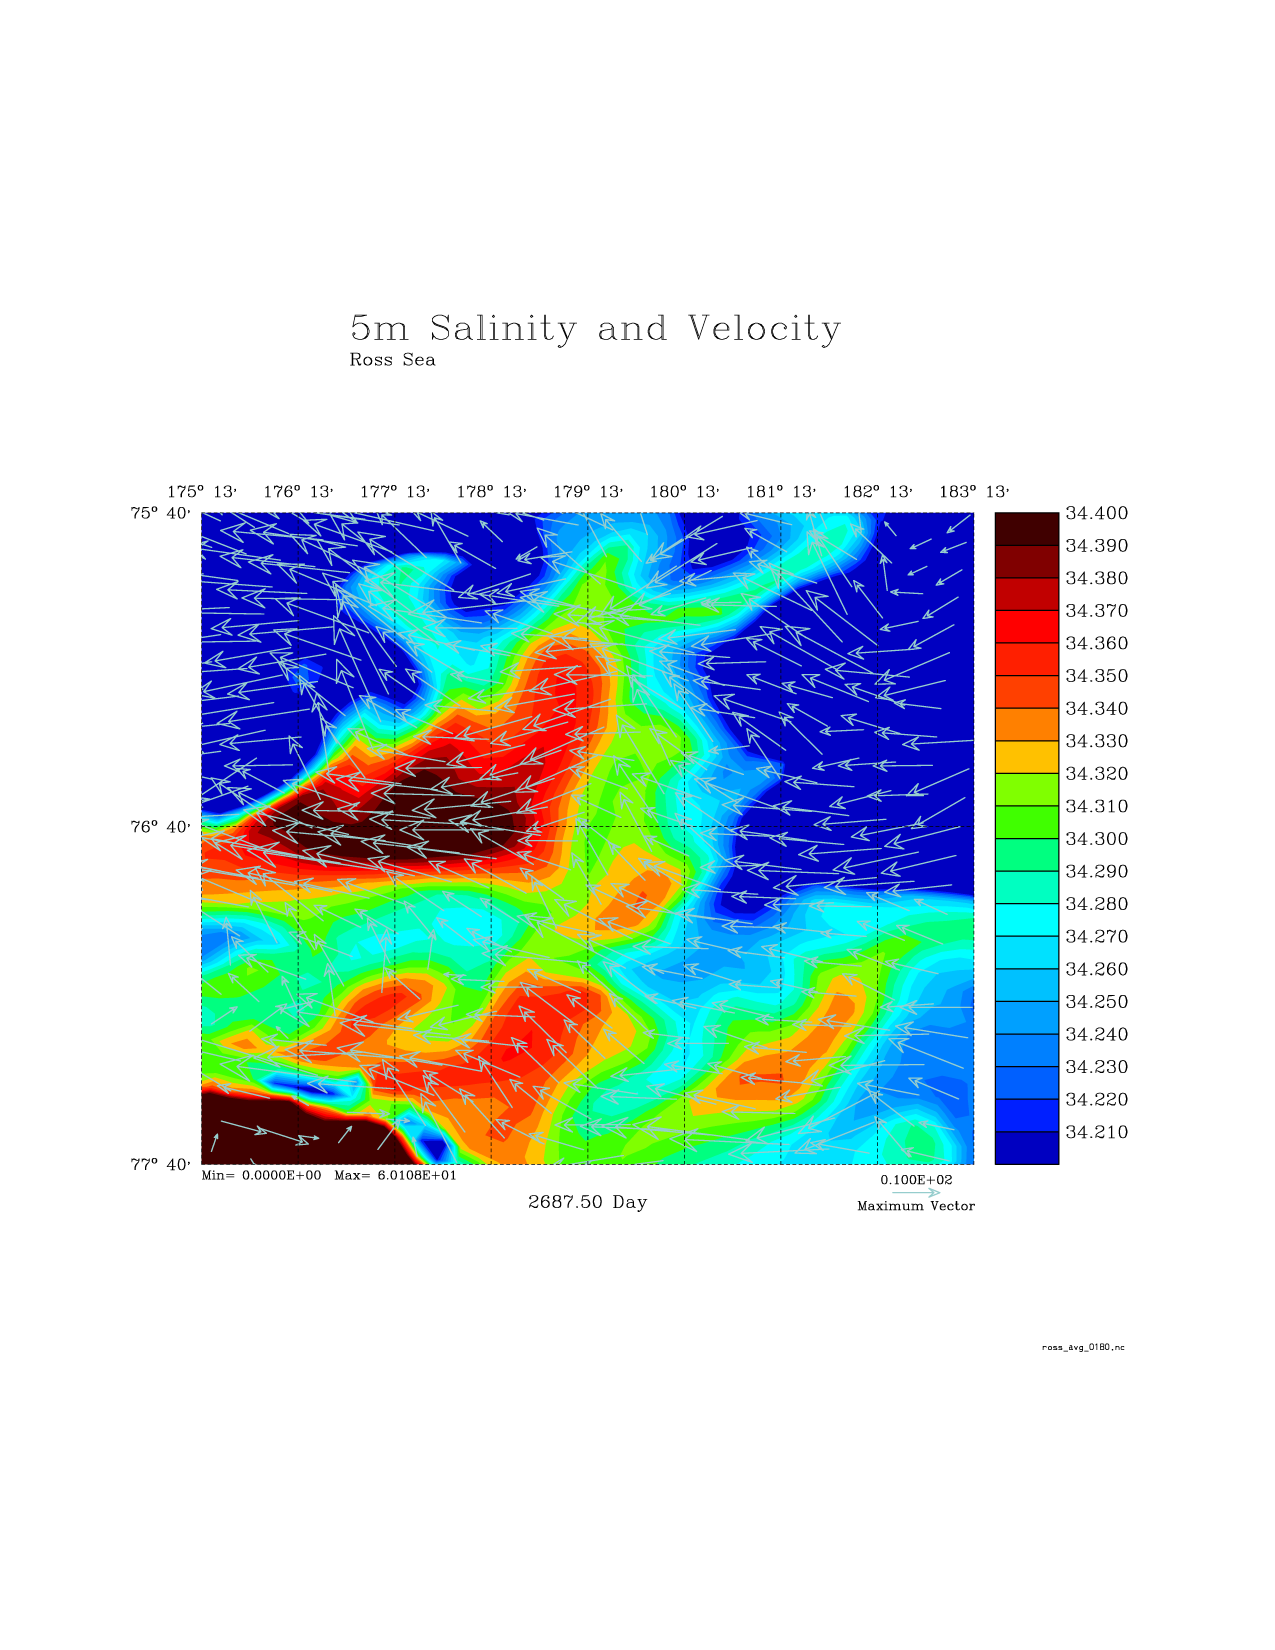 5m Salinity and Velocity
Ross Sea
175° 13' 176° 13' 177° 13' 178° 13' 179° 13' 180° 13' 181° 13' 182° 13' 183° 13'
75° 40'
76° 40'
77° 40'
34.400
34.390
34.380
34.370
34.360
34.350
34.340
34.330
34.320
34.310
34.300
34.290
34.280
34.270
34.260
34.250
34.240
34.230
34.220
34.210
Min= 0.0000E+00 Max= 6.0108E+01
0.100E+02
Maximum Vector
2687.50 Day
ross_avg_0180.nc